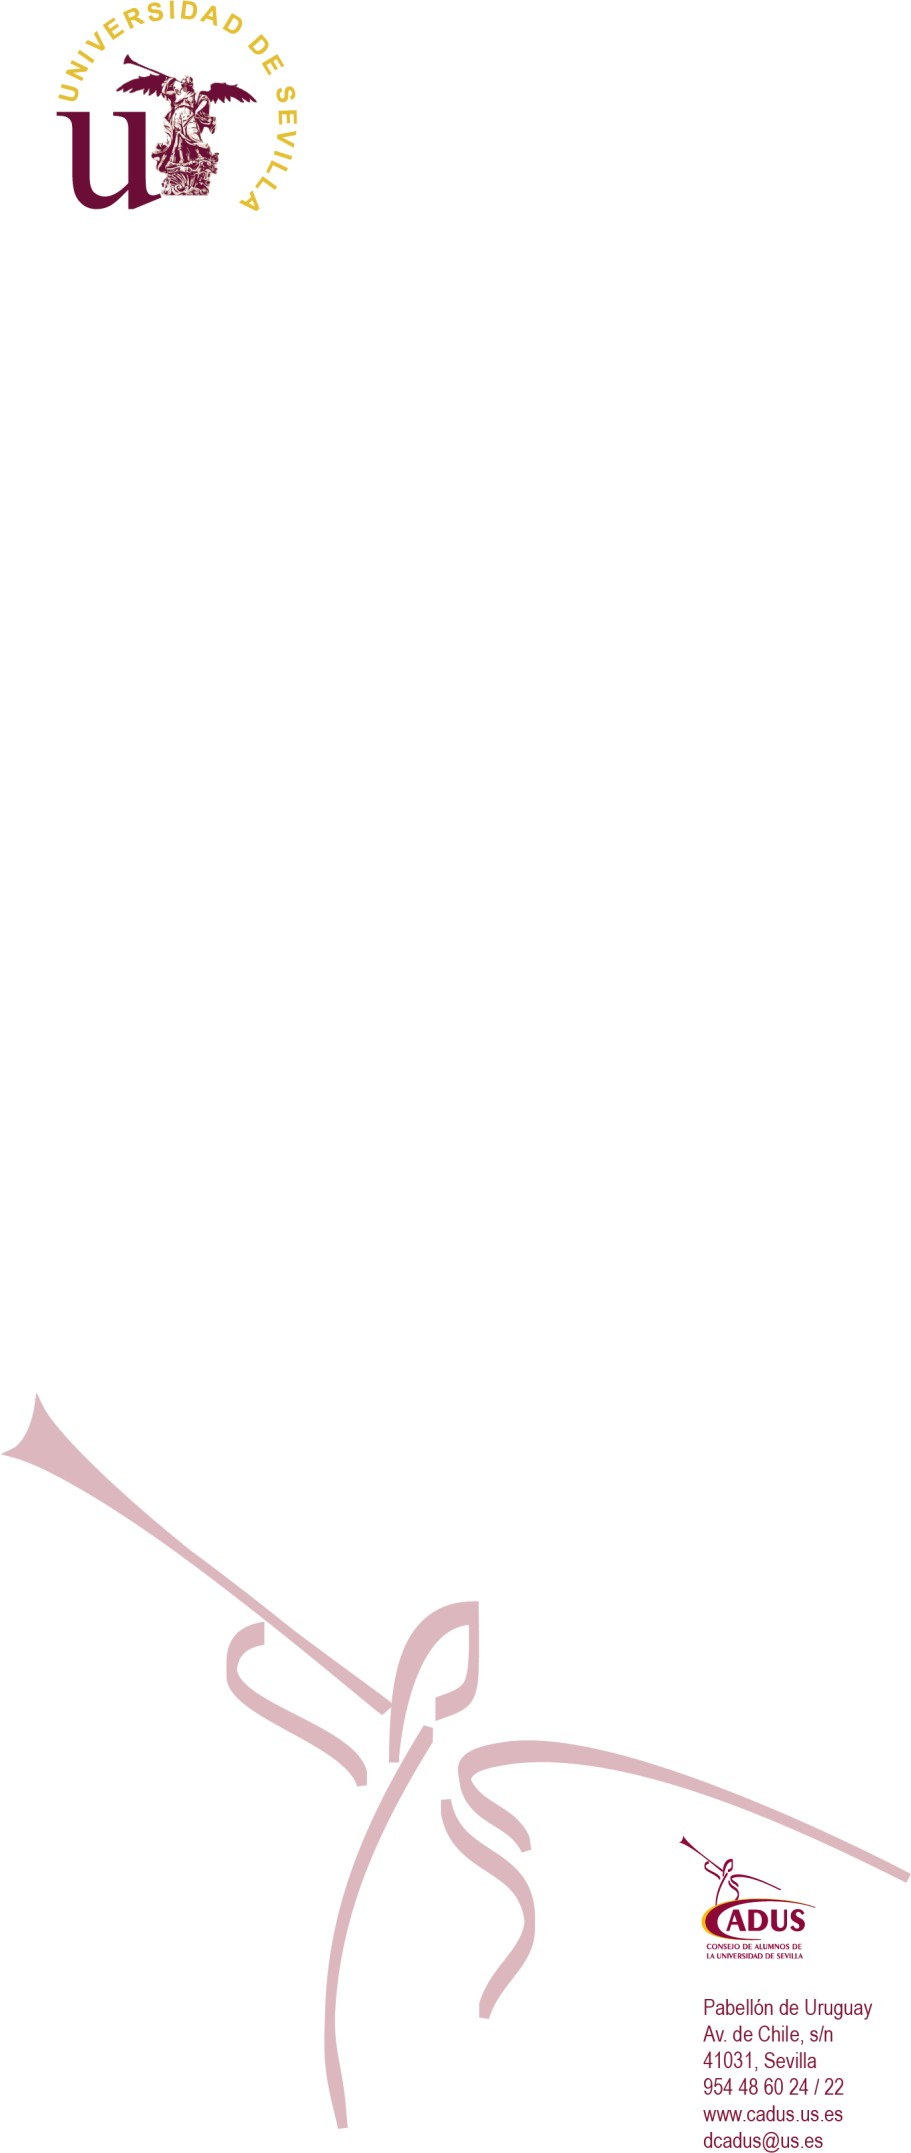 UNIVERSIDAD DE SEVILLA
u
CADUS
CONSEJO DE ALUMNOS DE
LA UNIVERSIDAD DE SEVILLA
Pabellón de Uruguay
Av. de Chile, s/n
41031, Sevilla
954 48 60 24 / 22
www.cadus.us.es
dcadus@us.es